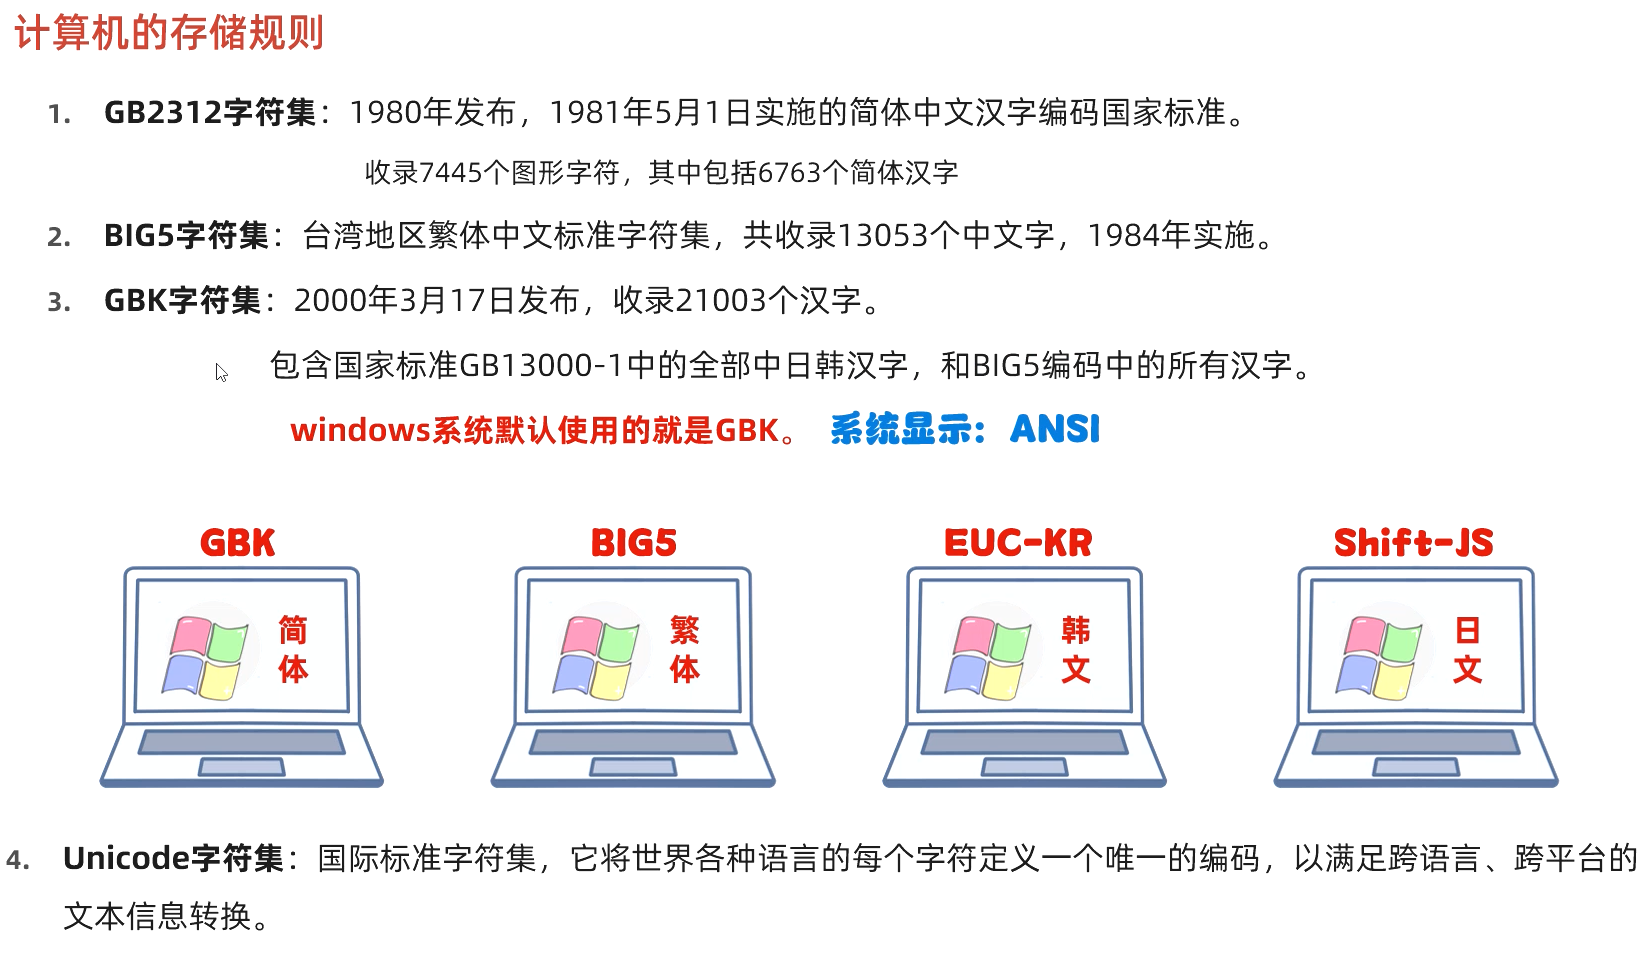 计算机的存储规则
1. GB2312字符集：1980年发布，1981年5月1日实施的简体中文汉字编码国家标准。
收录7445个图形字符，其中包括6763个简体汉字
2. BIG5字符集：台湾地区繁体中文标准字符集，共收录13053个中文字，1984年实施。
3. GBK字符集：2000年3月17日发布，收录21003个汉字。
包含国家标准GB13000-1中的全部中日韩汉字，和BIG5编码中的所有汉字。
windows系统默认使用的就是GBK。 系统显示：ANSI
GBK BIG5 EUC-KR Shift-JS
简体 繁体 韩文 日文
4. Unicode字符集：国际标准字符集，它将世界各种语言的每个字符定义一个唯一的编码，以满足跨语言、跨平台的
文本信息转换。